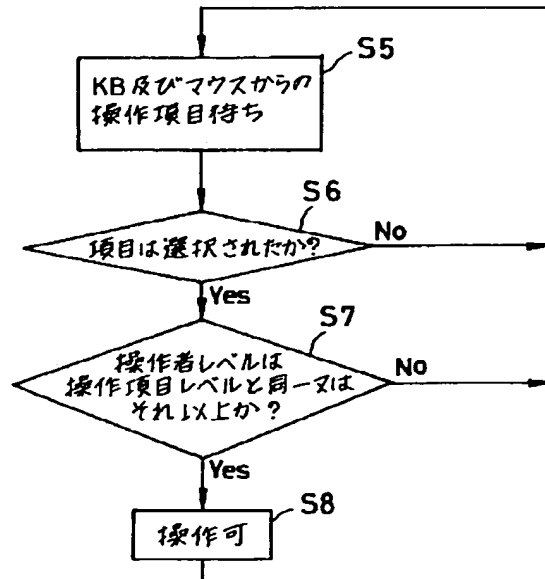 S5
KB及びマウスからの
操作項目待ち
S6
項目は選択されたか?
No
Yes
S7
操作者レベルは
操作項目レベルと同一又は
それ以上か?
No
Yes
S8
操作可